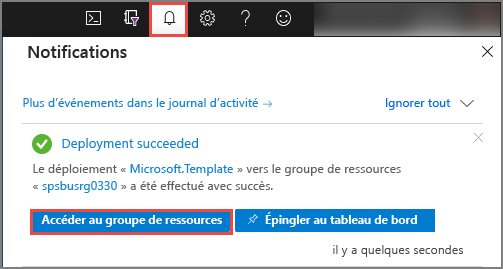 Notifications
Plus d'événements dans le journal d'activité →
Ignorer tout
Deployment succeeded
Le déploiement « Microsoft.Template » vers le groupe de ressources
« spsbusrg0330 » a été effectué avec succès.
Accéder au groupe de ressources
Épingler au tableau de bord
il y a quelques secondes